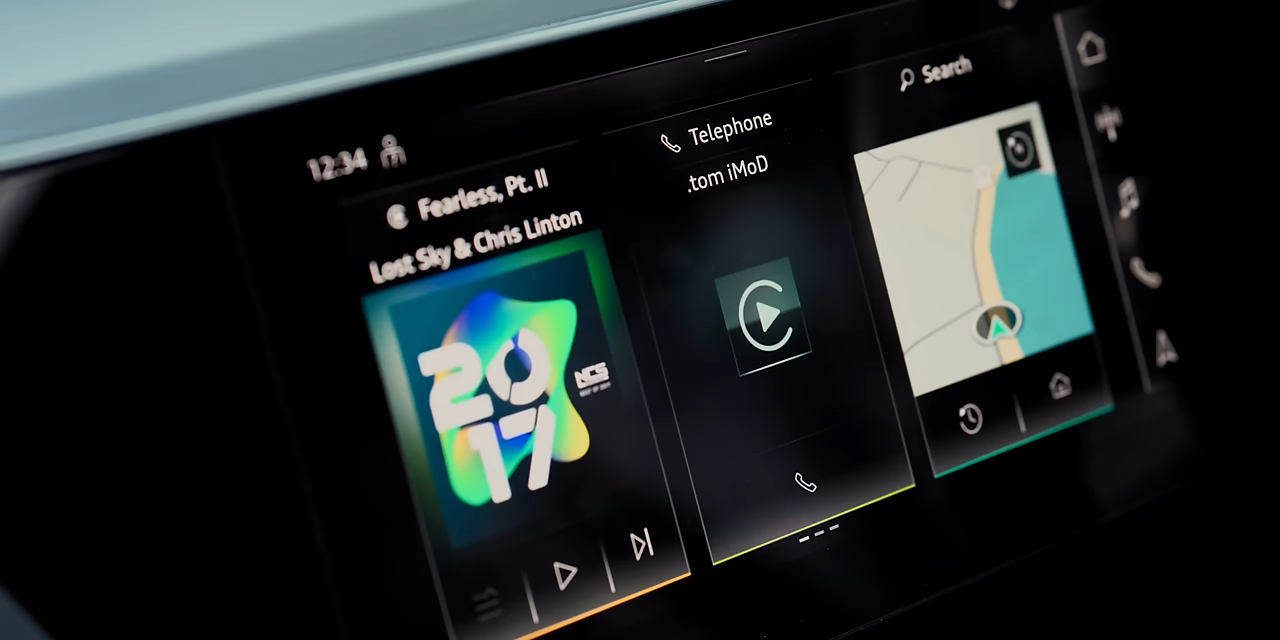 12:34
Fearless, Pt. II
Lost Sky & Chris Linton
2017
NCS
Telephone
.tom iMoD
Search